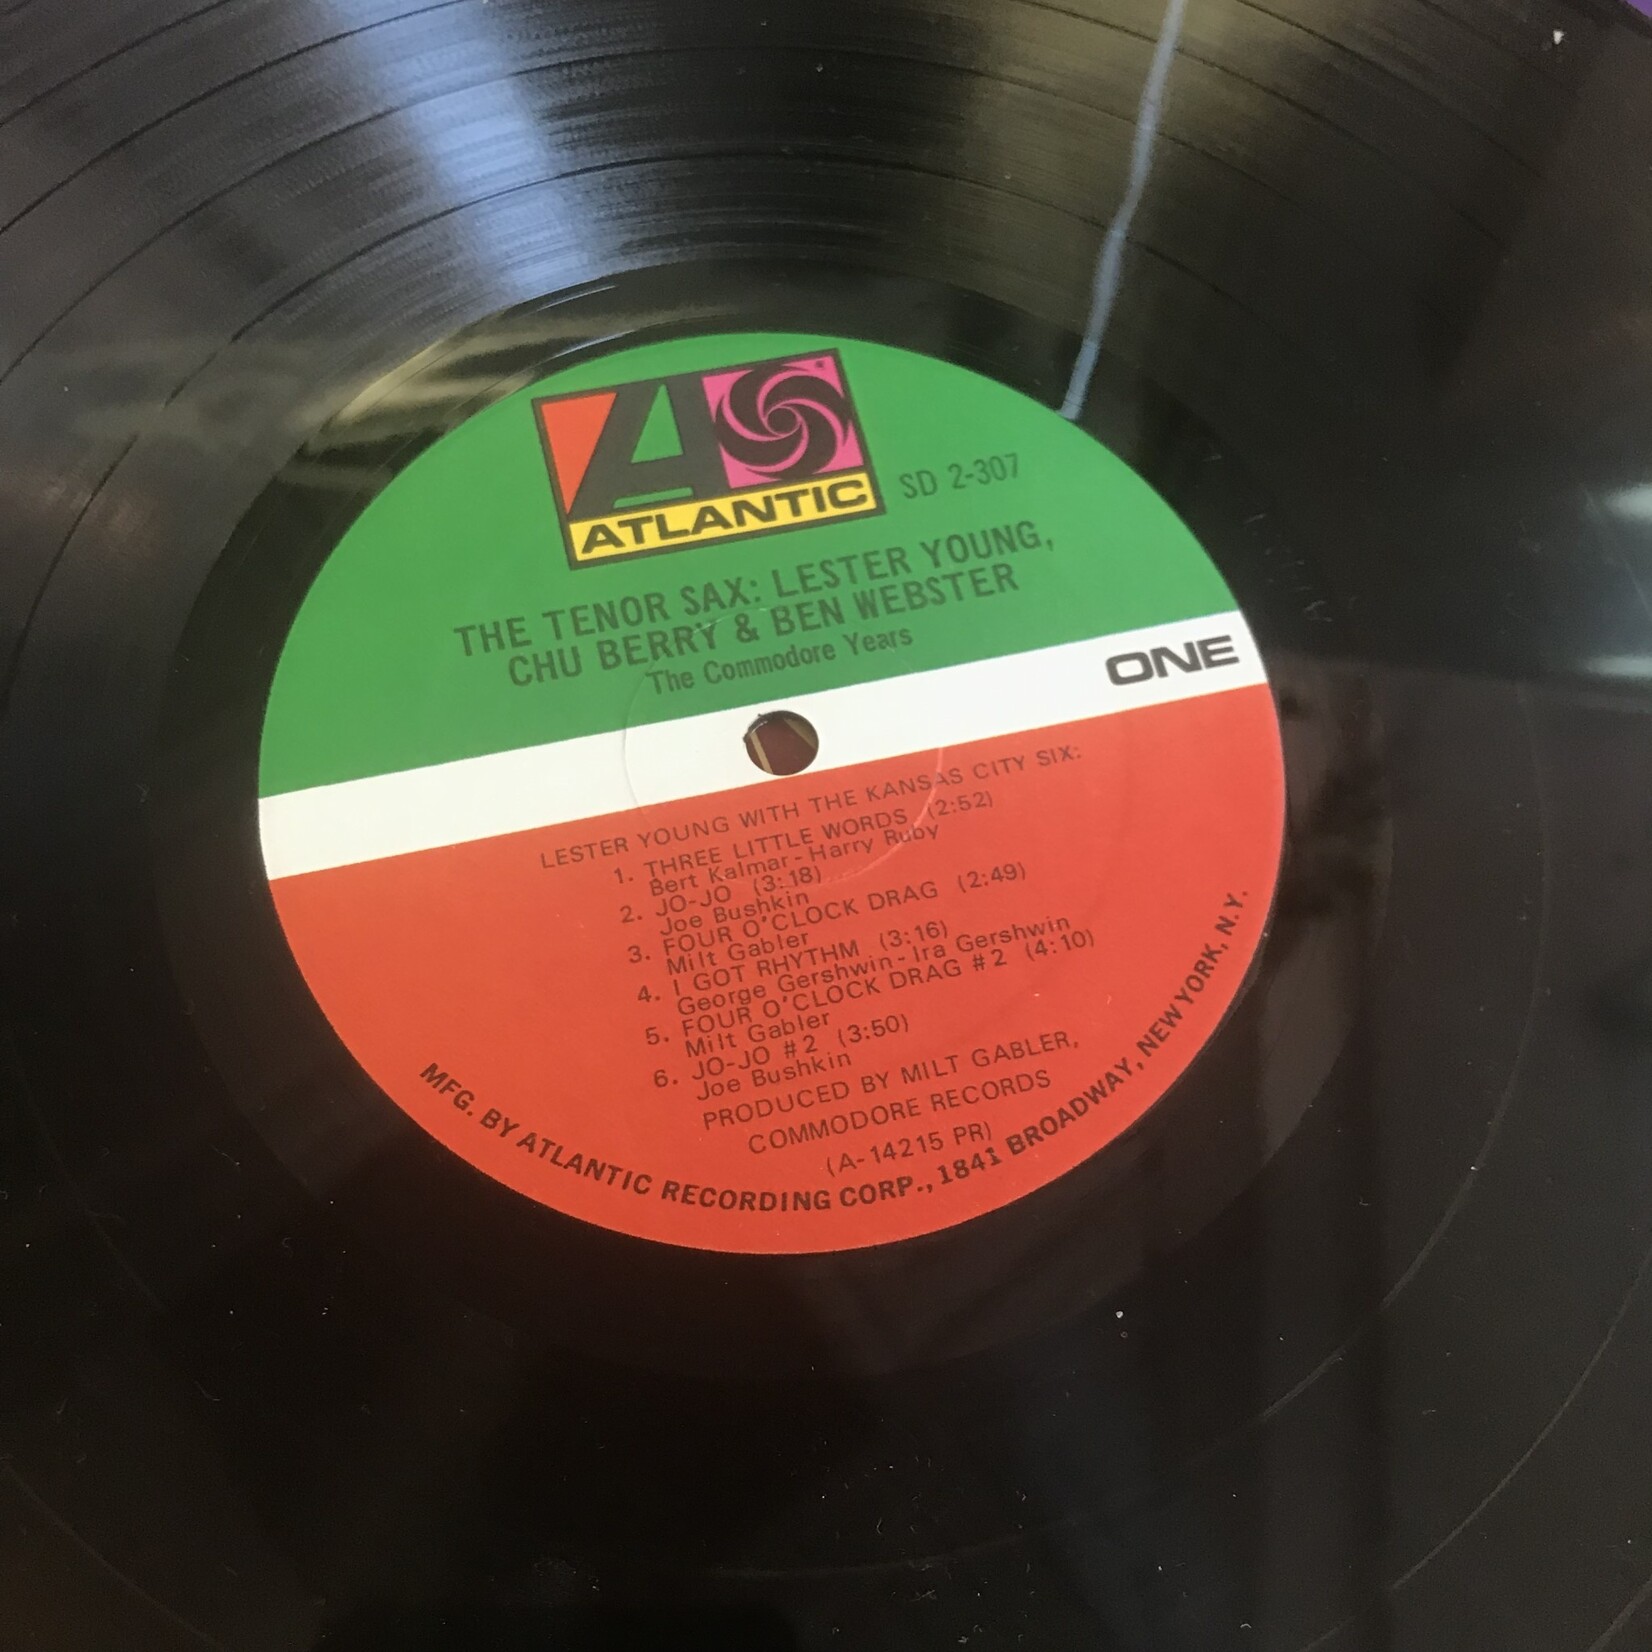 ATLANTIC
SD 2-307
THE TENOR SAX: LESTER YOUNG,
CHU BERRY & BEN WEBSTER
The Commodore Years
ONE
LESTER YOUNG WITH THE KANSAS CITY SIX:
1. THREE LITTLE WORDS (2:52)
Bert Kalmar-Harry Ruby
2. JO-JO (3:18)
Joe Bushkin
3. FOUR O'CLOCK DRAG (2:49)
Milt Gabler
4. I GOT RHYTHM (3:16)
George Gershwin-Ira Gershwin
5. FOUR O'CLOCK DRAG #2 (4:10)
Milt Gabler
6. JO-JO #2 (3:50)
Joe Bushkin
PRODUCED BY MILT GABLER,
COMMODORE RECORDS
(A-14215 PR)
MFG. BY ATLANTIC RECORDING CORP., 1841 BROADWAY, NEW YORK, N.Y.